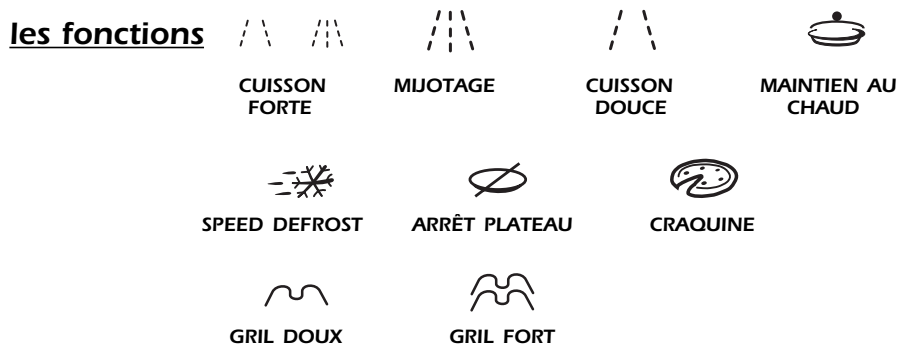 les fonctions
CUISSON
FORTE
MIJOTAGE
CUISSON
DOUCE
MAINTIEN AU
CHAUD
SPEED DEFROST
ARRÊT PLATEAU
CRAQUINE
GRIL DOUX
GRIL FORT